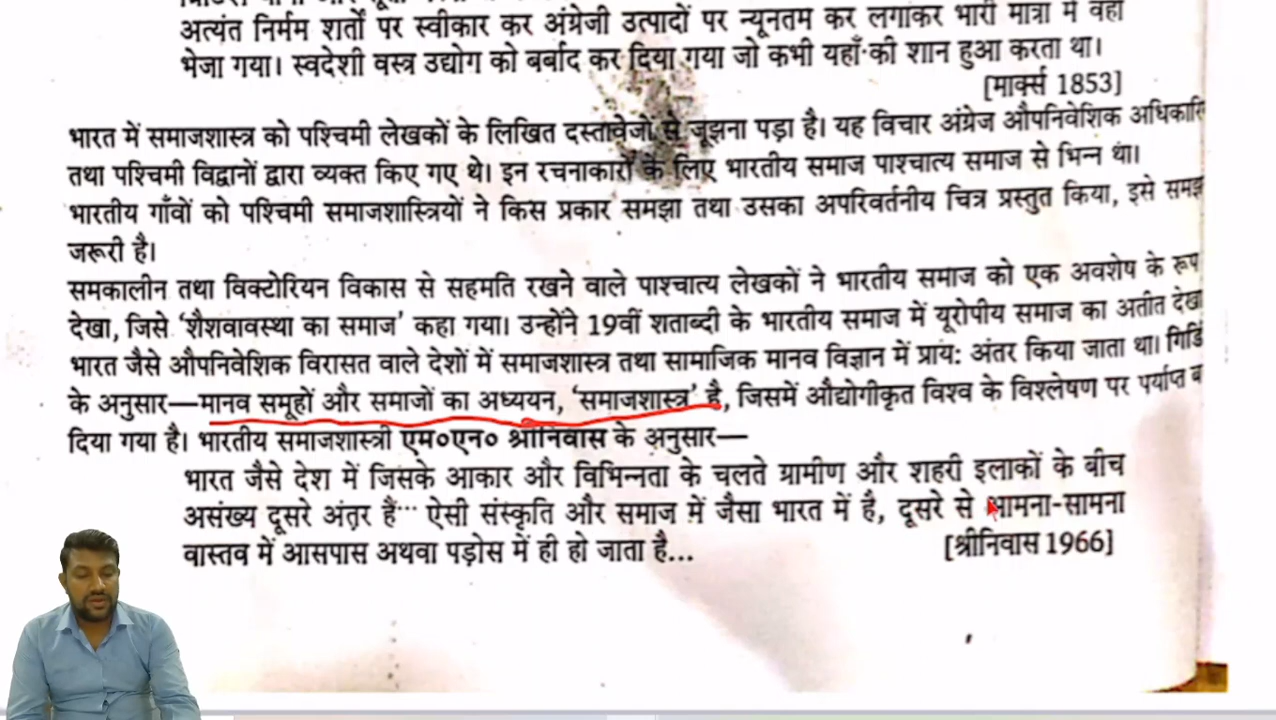 अत्यंत निर्मम शर्तों पर स्वीकार कर अंग्रेजी उत्पादों पर न्यूनतम कर लगाकर भारी मात्रा में वहाँ
भेजा गया। स्वदेशी वस्त्र उद्योग को बर्बाद कर दिया गया जो कभी यहाँ की शान हुआ करता था।
[मार्क्स 1853]
भारत में समाजशास्त्र को पश्चिमी लेखकों के लिखित दस्तावेजों से जूझना पड़ा है। यह विचार अंग्रेज औपनिवेशिक
तथा पश्चिमी विद्वानों द्वारा व्यक्त किए गए थे। इन रचनाकारों के लिए भारतीय समाज पाश्चात्य समाज से भिन्न था।
भारतीय गाँवों को पश्चिमी समाजशास्त्रियों ने किस प्रकार समझा तथा उसका अपरिवर्तनीय चित्र प्रस्तुत किया, इसे
जरूरी है।
समकालीन तथा विक्टोरियन विकास से सहमति रखने वाले पाश्चात्य लेखकों ने भारतीय समाज को एक अवशेष के रूप
देखा, जिसे ‘शैशवावस्था का समाज’ कहा गया। उन्होंने 19वीं शताब्दी के भारतीय समाज में यूरोपीय समाज का अतीत देखा
भारत जैसे औपनिवेशिक विरासत वाले देशों में समाजशास्त्र तथा सामाजिक मानव विज्ञान में प्राय: अंतर किया जाता था।
के अनुसार—मानव समूहों और समाजों का अध्ययन, ‘समाजशास्त्र’ है, जिसमें औद्योगीकृत विश्व के विश्लेषण पर पर्याप्त
दिया गया है। भारतीय समाजशास्त्री एम०एन० श्रीनिवास के अनुसार—
भारत जैसे देश में जिसके आकार और विभिन्नता के चलते ग्रामीण और शहरी इलाकों के बीच
असंख्य दूसरे अंतर हैं... ऐसी संस्कृति और समाज में जैसा भारत में है, दूसरे से आमना-सामना
वास्तव में आसपास अथवा पड़ोस में ही हो जाता है...
[श्रीनिवास 1966]